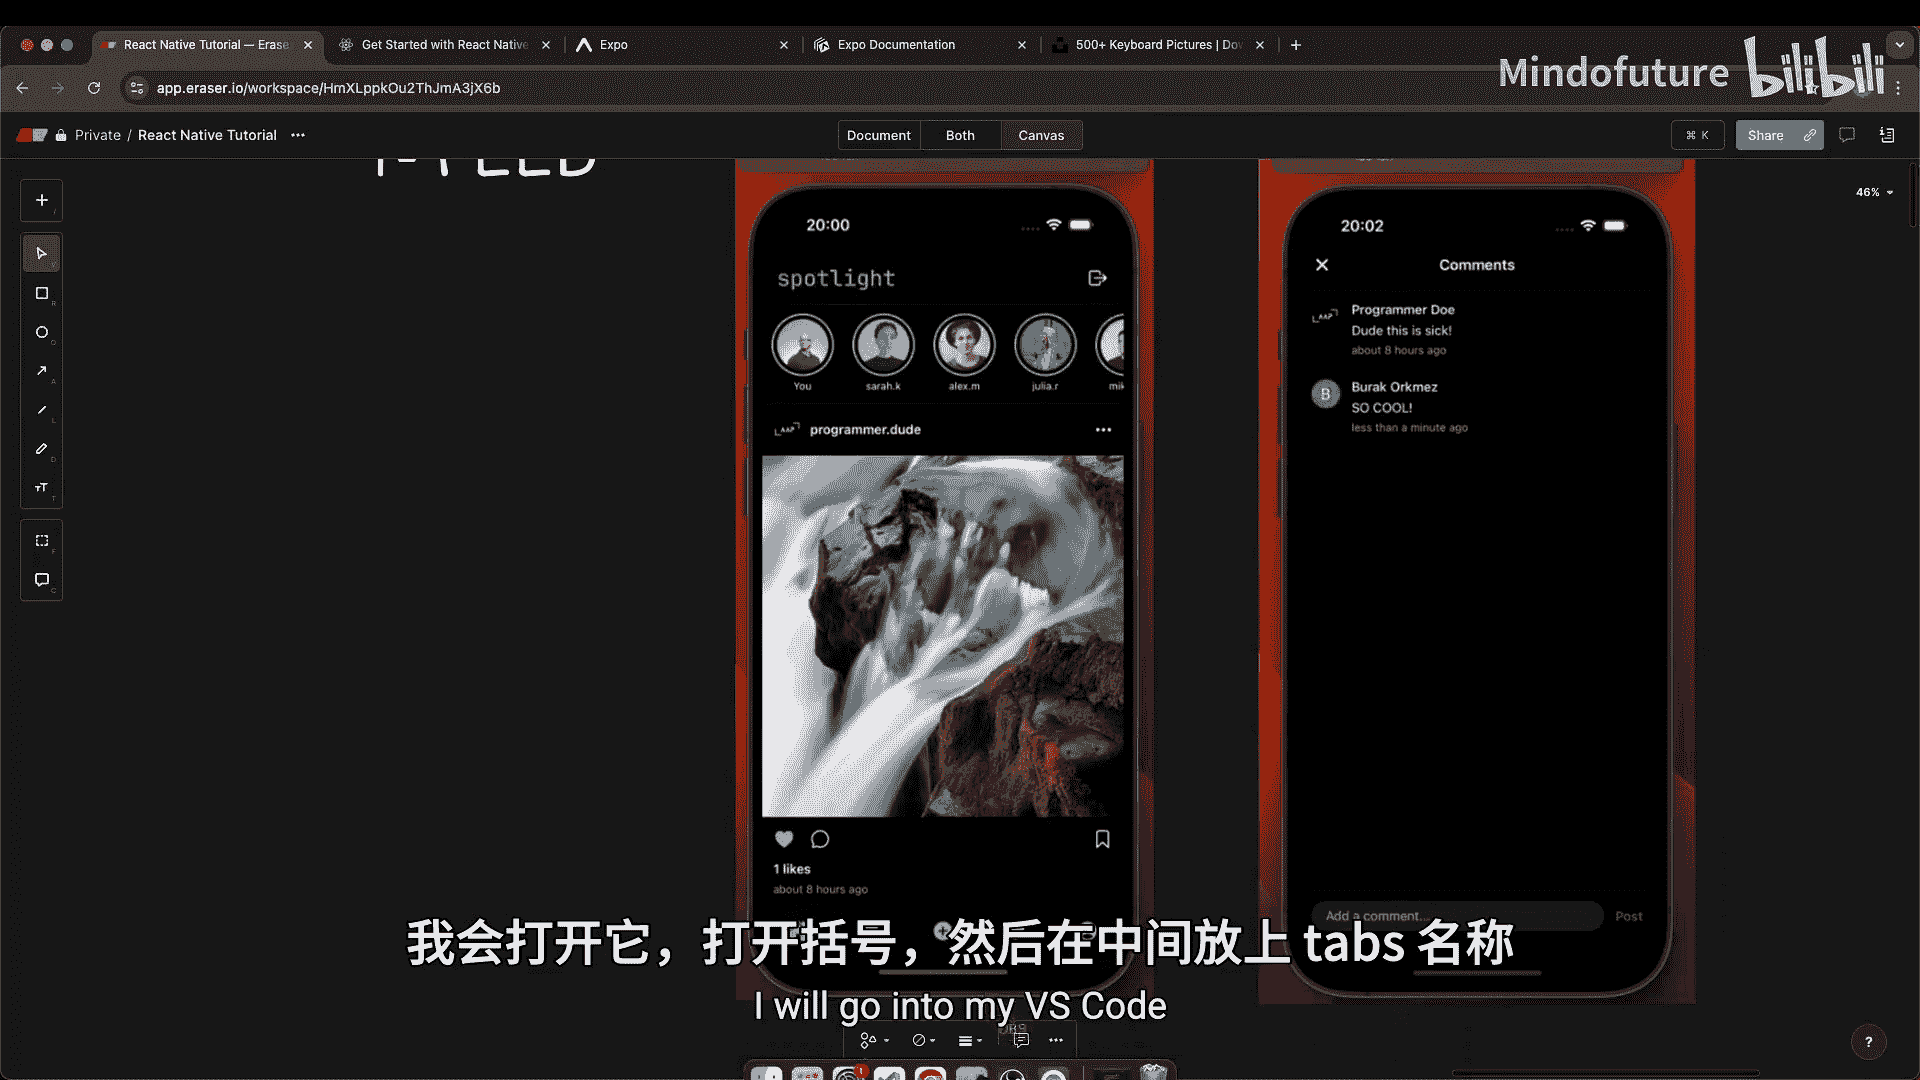 React Native Tutorial — Erase
Get Started with React Native
Expo
Expo Documentation
500+ Keyboard Pictures | Dow
Mindofuture bilibili
app.eraser.io/workspace/HmXLppkOu2ThJmA3jX6b
Private / React Native Tutorial
Document
Both
Canvas
⌘ K
Share
46%
20:00
spotlight
You
sarah.k
alex.m
julia.r
mik
programmer.dude
1 likes
about 8 hours ago
20:02
Comments
Programmer Doe
Dude this is sick!
about 8 hours ago
B
Burak Orkmez
SO COOL!
less than a minute ago
Add a comment...
Post
我会打开它，打开括号，然后在中间放上 tabs 名称
I will go into my VS Code
?